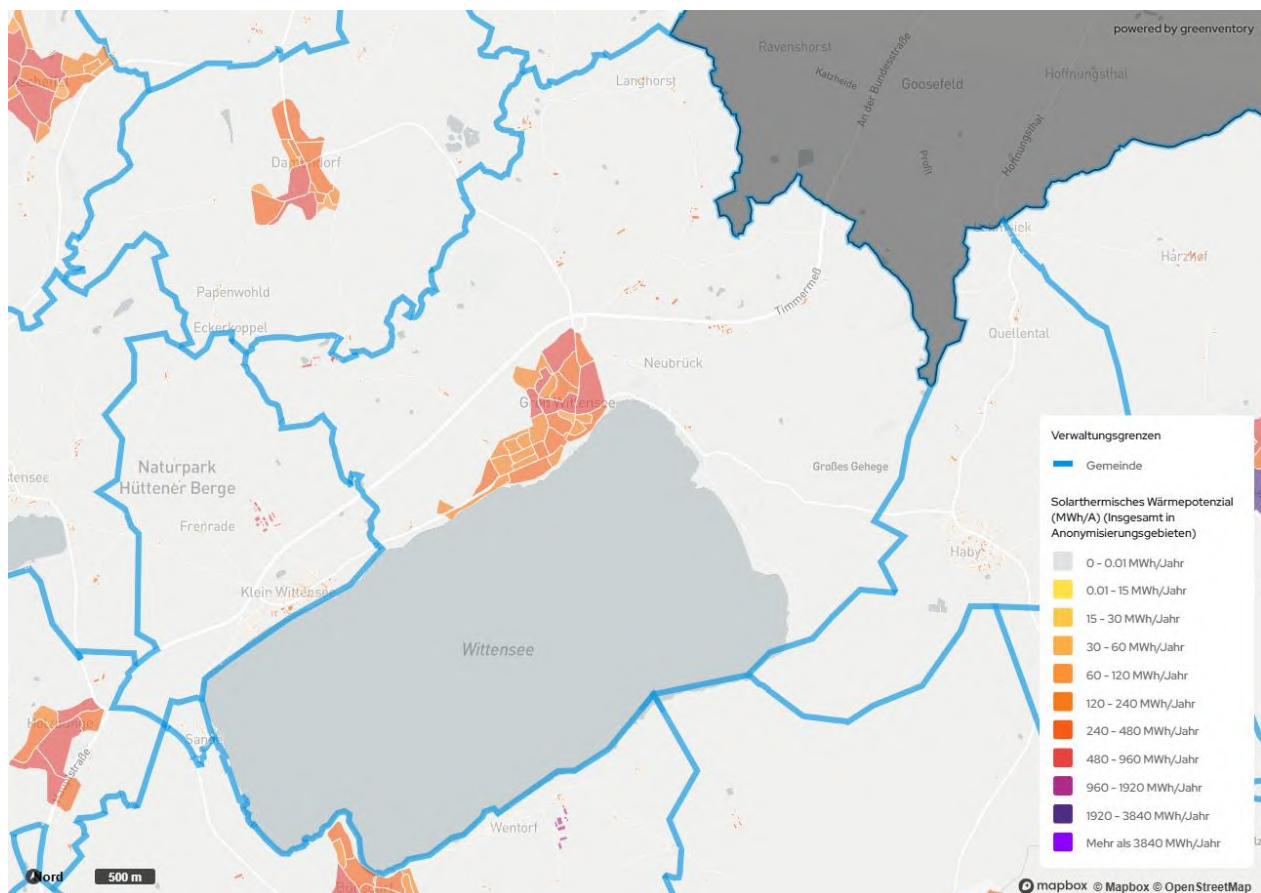 powered by greenventory
Ravenshorst
Katzheide
An der Bundesstraße
Goosefeld
Hoffnungsthal
Langhorst
Hoffnungsthal
Profit
Harzhof
Papenwohld
Eckerkoppel
Timmermeß
Quellental
Neubrück
Groß Wittensee
Naturpark
Hüttener Berge
Großes Gehege
Frenrade
Haby
Klein Wittensee
Wittensee
Sande
Wentorf
Verwaltungsgrenzen
Gemeinde
Solarthermisches Wärmepotenzial
(MWh/A) (Insgesamt in
Anonymisierungsgebieten)
0 - 0.01 MWh/Jahr
0.01 - 15 MWh/Jahr
15 - 30 MWh/Jahr
30 - 60 MWh/Jahr
60 - 120 MWh/Jahr
120 - 240 MWh/Jahr
240 - 480 MWh/Jahr
480 - 960 MWh/Jahr
960 - 1920 MWh/Jahr
1920 - 3840 MWh/Jahr
Mehr als 3840 MWh/Jahr
Nord
500 m
mapbox © Mapbox © OpenStreetMap